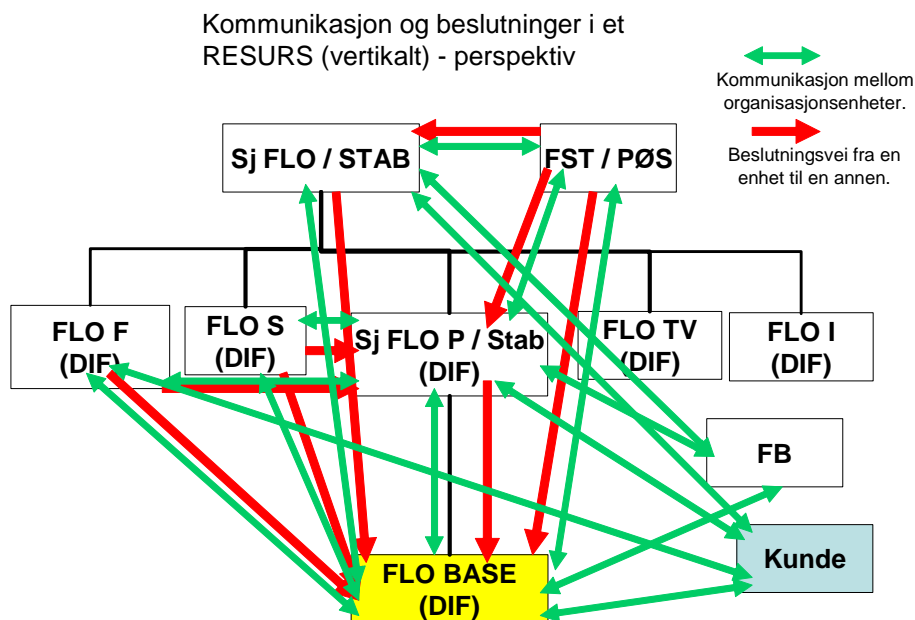 Kommunikasjon og beslutninger i et
RESURS (vertikalt) - perspektiv
Kommunikasjon mellom
organisasjonsenheter.
Beslutningsvei fra en
enhet til en annen.
Sj FLO / STAB
FST / PØS
FLO F
(DIF)
FLO S
(DIF)
Sj FLO P / Stab
(DIF)
FLO TV
(DIF)
FLO I
(DIF)
FB
Kunde
FLO BASE
(DIF)